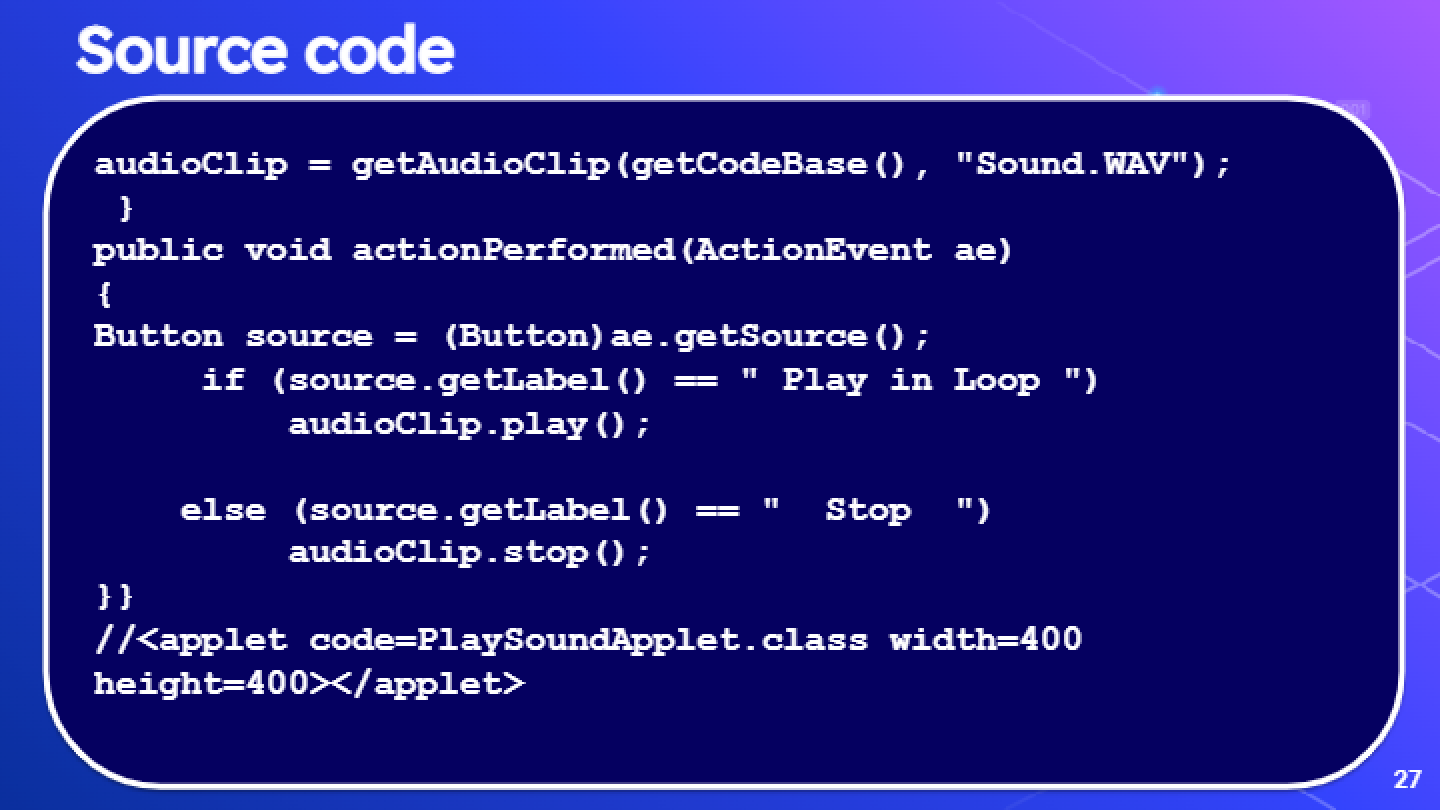 Source code
audioClip = getAudioClip(getCodeBase(), "Sound.WAV");
 }
public void actionPerformed(ActionEvent ae)
{
Button source = (Button)ae.getSource();
     if (source.getLabel() == " Play in Loop ")
         audioClip.play();
    else (source.getLabel() == "  Stop  ")
         audioClip.stop();
}}
//<applet code=PlaySoundApplet.class width=400
height=400></applet>
27